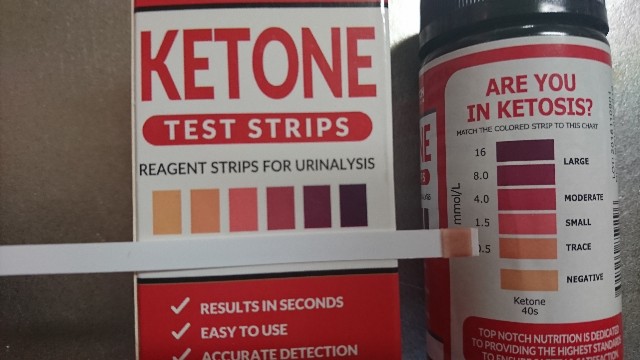 KETONE
TEST STRIPS
REAGENT STRIPS FOR URINALYSIS
RESULTS IN SECONDS
EASY TO USE
ACCURATE DETECTION
ARE YOU
IN KETOSIS?
MATCH THE COLORED STRIP TO THIS CHART
mmol/L
16
LARGE
8.0
4.0 MODERATE
1.5 SMALL
0.5 TRACE
NEGATIVE
Ketone
40s
TOP NOTCH NUTRITION IS DEDICATED
TO PROVIDING THE HIGHEST STANDARDS